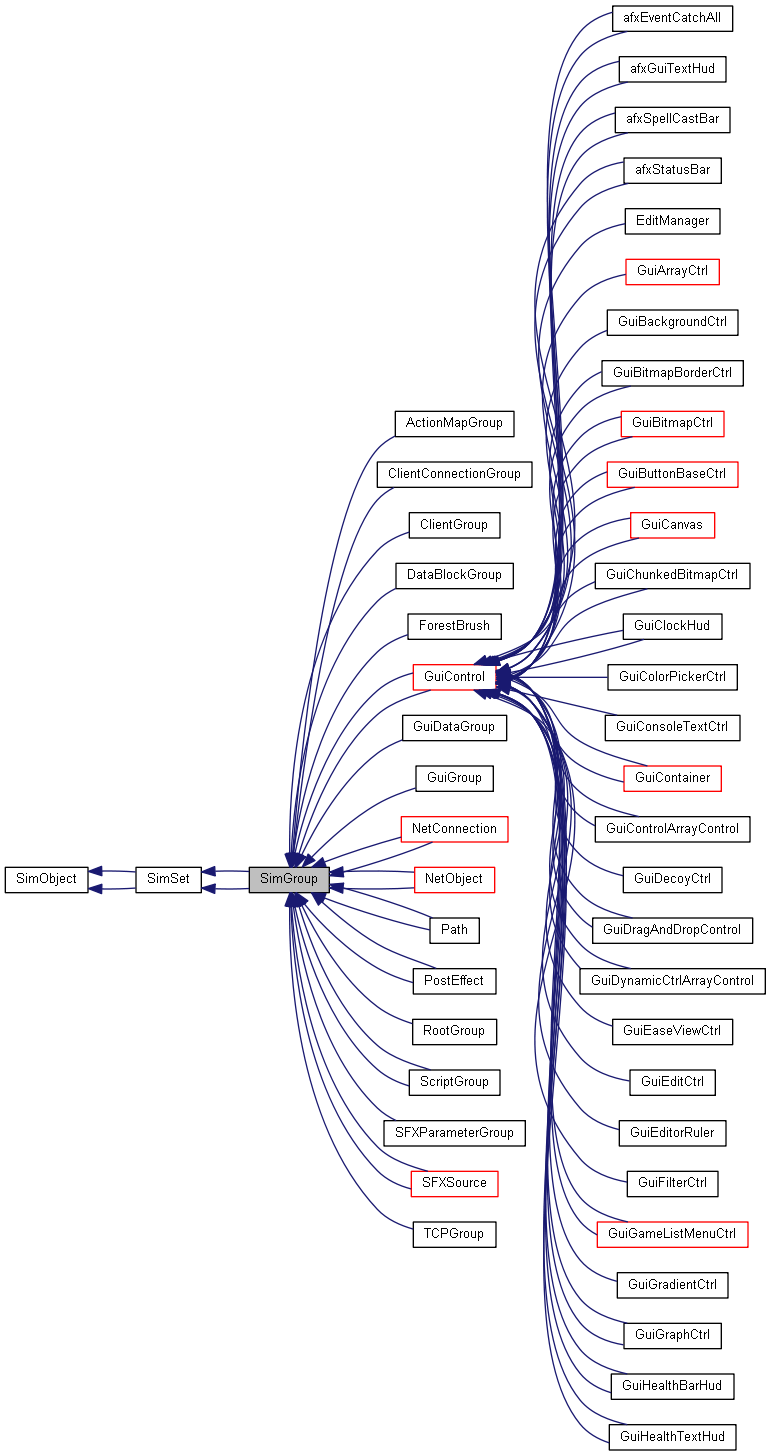 SimObject
SimSet
SimGroup
ActionMapGroup
ClientConnectionGroup
ClientGroup
DataBlockGroup
ForestBrush
GuiControl
GuiDataGroup
GuiGroup
NetConnection
NetObject
Path
PostEffect
RootGroup
ScriptGroup
SFXParameterGroup
SFXSource
TCPGroup
afxEventCatchAll
afxGuiTextHud
afxSpellCastBar
afxStatusBar
EditManager
GuiArrayCtrl
GuiBackgroundCtrl
GuiBitmapBorderCtrl
GuiBitmapCtrl
GuiButtonBaseCtrl
GuiCanvas
GuiChunkedBitmapCtrl
GuiClockHud
GuiColorPickerCtrl
GuiConsoleTextCtrl
GuiContainer
GuiControlArrayControl
GuiDecoyCtrl
GuiDragAndDropControl
GuiDynamicCtrlArrayControl
GuiEaseViewCtrl
GuiEditCtrl
GuiEditorRuler
GuiFilterCtrl
GuiGameListMenuCtrl
GuiGradientCtrl
GuiGraphCtrl
GuiHealthBarHud
GuiHealthTextHud